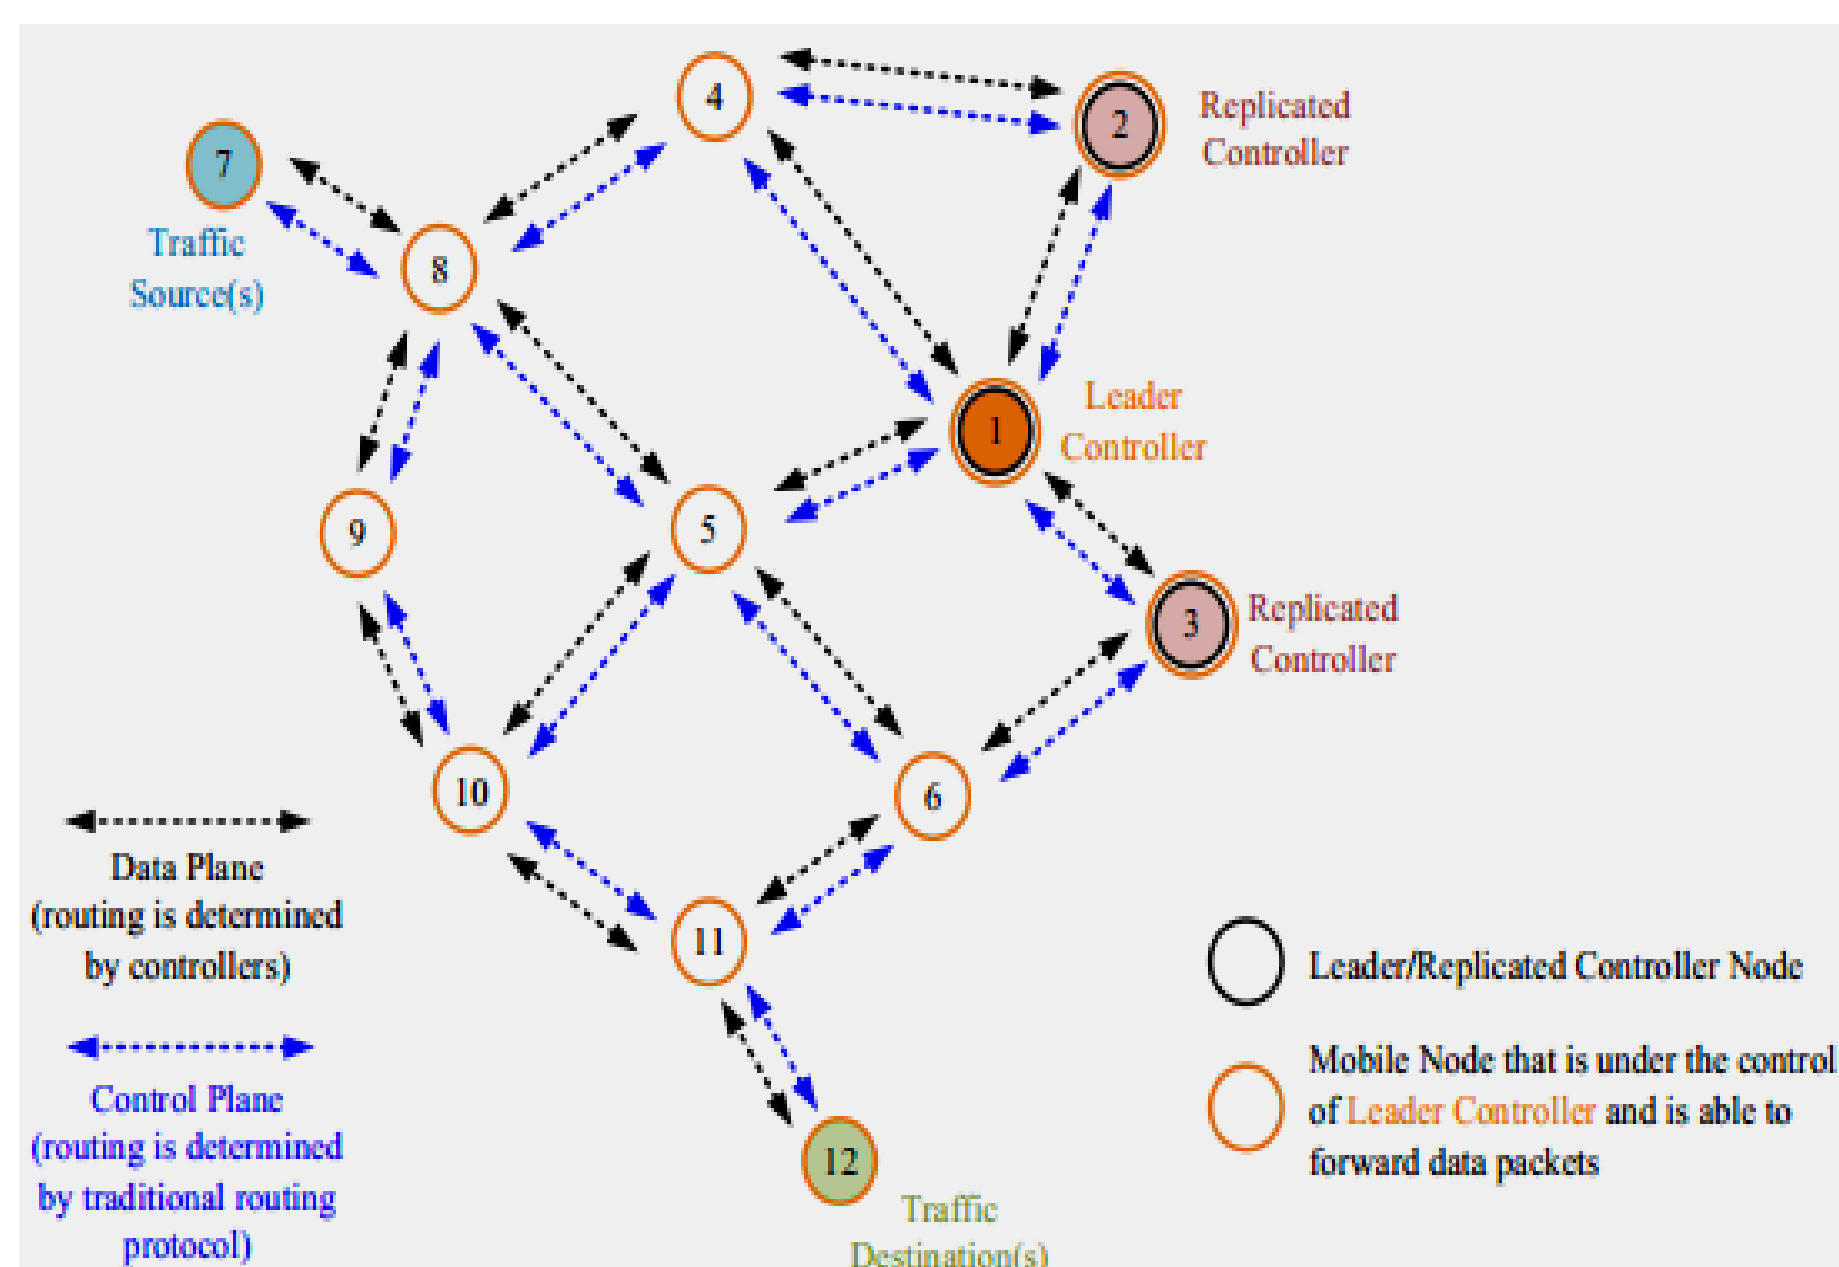 4
2
Replicated
Controller
7
Traffic
Source(s)
8
1
Leader
Controller
9
5
3
Replicated
Controller
10
6
Data Plane
(routing is determined
by controllers)
11
Leader/Replicated Controller Node
Control Plane
(routing is determined
by traditional routing
protocol)
Mobile Node that is under the control
of Leader Controller and is able to
forward data packets
12
Traffic
Destination(s)